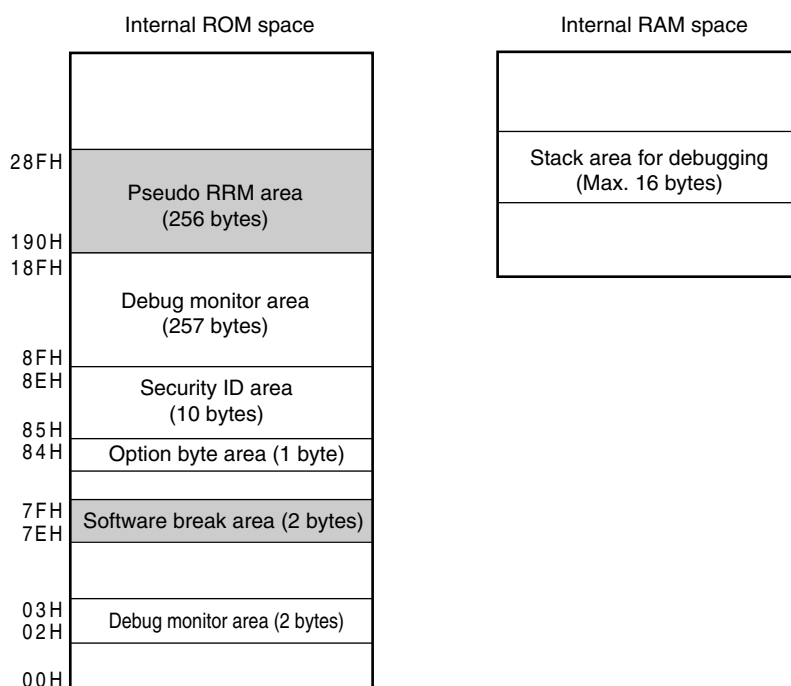 Internal ROM space
Internal RAM space
28FH
Pseudo RRM area
(256 bytes)
190H
18FH
Debug monitor area
(257 bytes)
8FH
8EH
Security ID area
(10 bytes)
85H
84H
Option byte area (1 byte)
7FH
Software break area (2 bytes)
7EH
03H
Debug monitor area (2 bytes)
02H
00H
Stack area for debugging
(Max. 16 bytes)